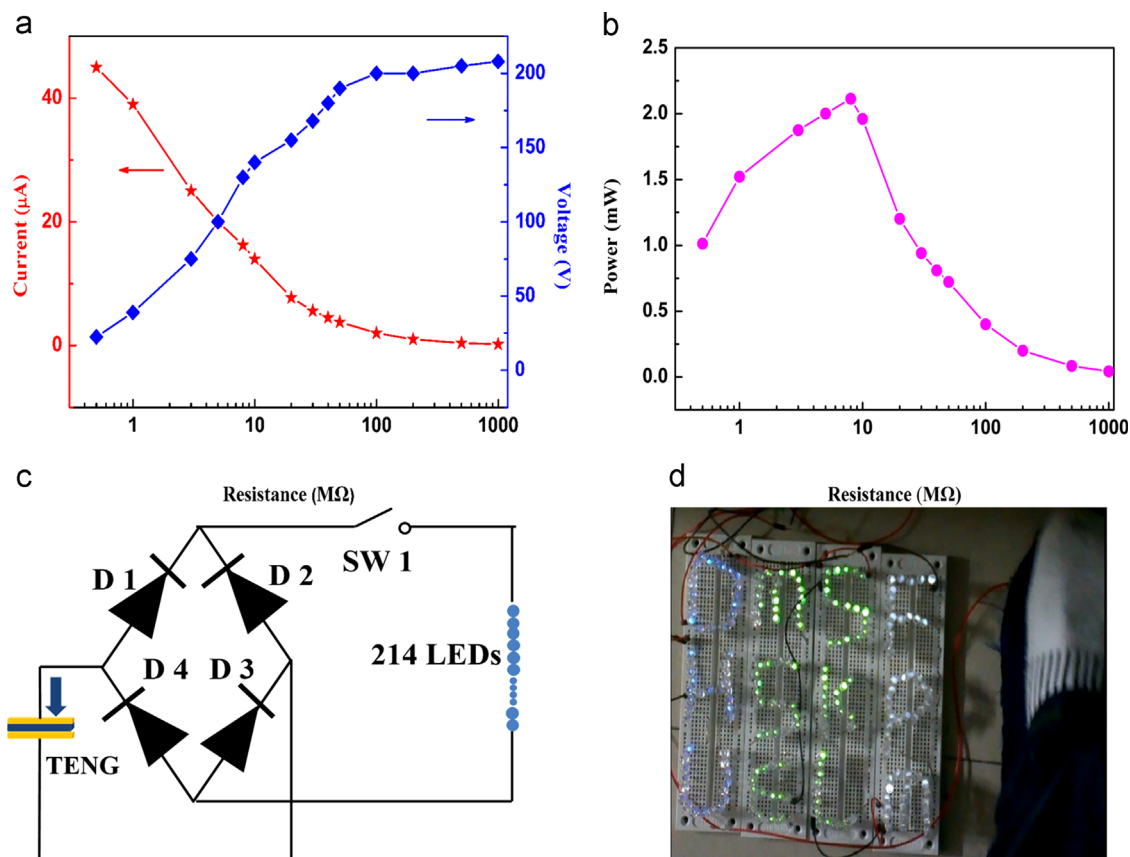 a
40
20
0
Current (μA)
200
150
100
50
0
Voltage (V)
1 10 100 1000
Resistance (MΩ)
b
2.5
2.0
1.5
1.0
0.5
0.0
Power (mW)
1 10 100 1000
Resistance (MΩ)
c
D 1
D 2
SW 1
D 4
D 3
214 LEDs
TENG
d